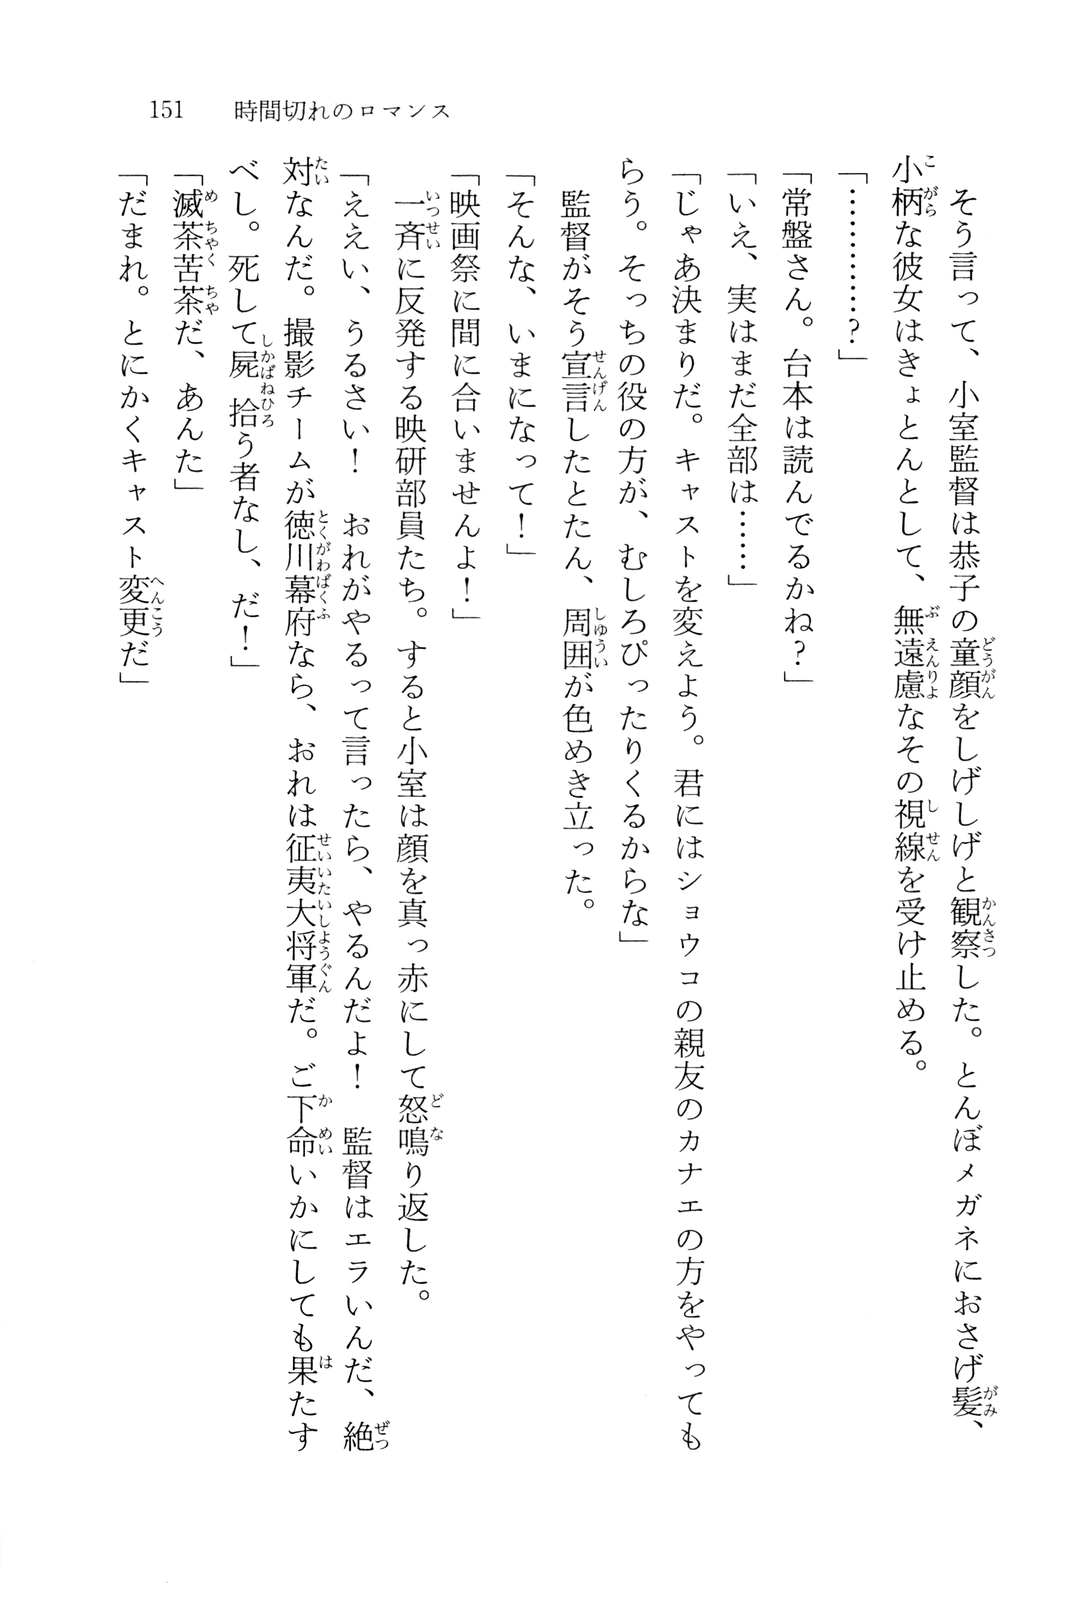 151　時間切れのロマンス
　そう言って、小室監督は恭子の童顔をしげしげと観察した。とんぼメガネにおさげ髪、
小柄な彼女はきょとんとして、無遠慮なその視線を受け止める。
「…………？」
「常盤さん。台本は読んでるかね？」
「いえ、実はまだ全部は……」
「じゃあ決まりだ。キャストを変えよう。君にはショウコの親友のカナエの方をやっても
らう。そっちの役の方が、むしろぴったりくるからな」
　監督がそう宣言したとたん、周囲が色めき立った。
「そんな、いまになって！」
「映画祭に間に合いませんよ！」
　一斉に反発する映研部員たち。すると小室は顔を真っ赤にして怒鳴り返した。
「ええい、うるさい！　おれがやるって言ったら、やるんだよ！　監督はエラいんだ、絶
対なんだ。撮影チームが徳川幕府なら、おれは征夷大将軍だ。ご下命いかにしても果たす
べし。死して屍拾う者なし、だ！」
「滅茶苦茶だ、あんた」
「だまれ。とにかくキャスト変更だ」